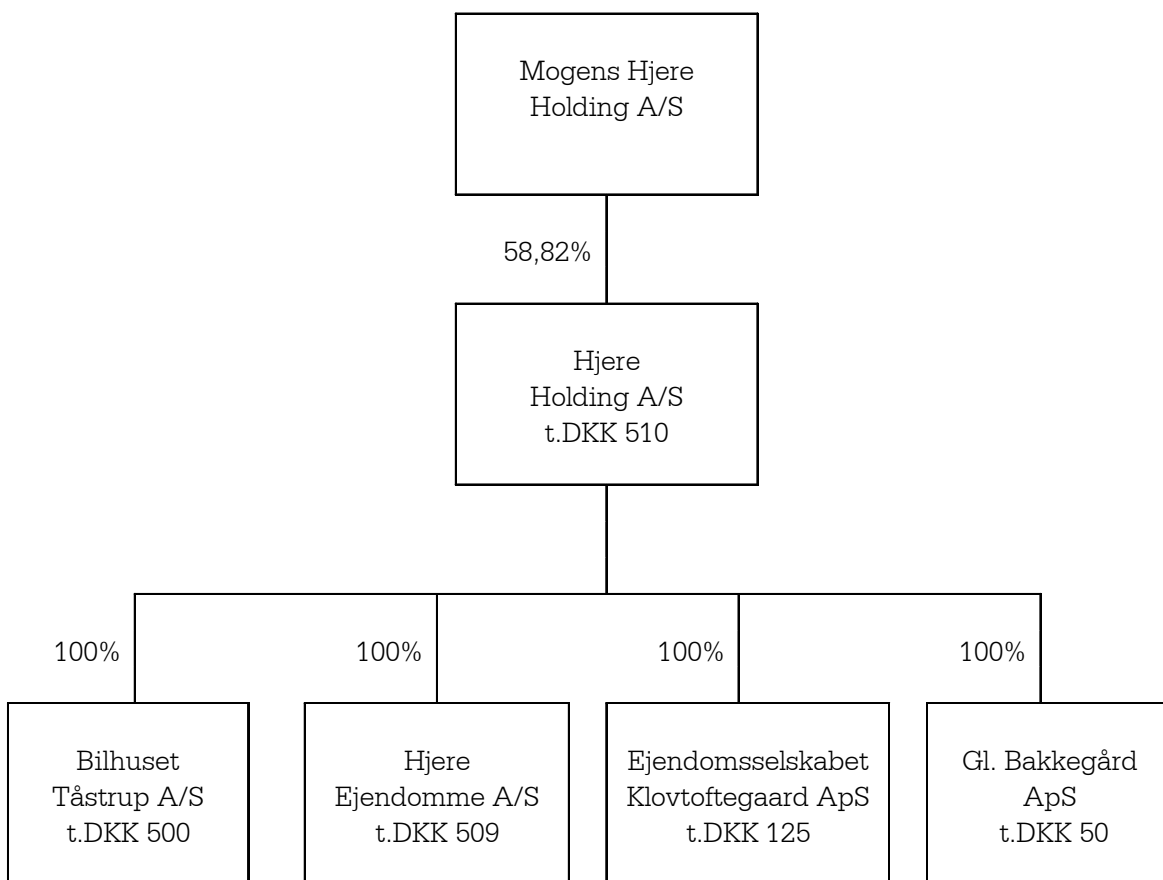 Mogens Hjere
Holding A/S
58,82%
Hjere
Holding A/S
t.DKK 510
100%
100%
100%
100%
Bilhuset
Tåstrup A/S
t.DKK 500
Hjere
Ejendomme A/S
t.DKK 509
Ejendomsselskabet
Klovtoftegaard ApS
t.DKK 125
Gl. Bakkegård
ApS
t.DKK 50